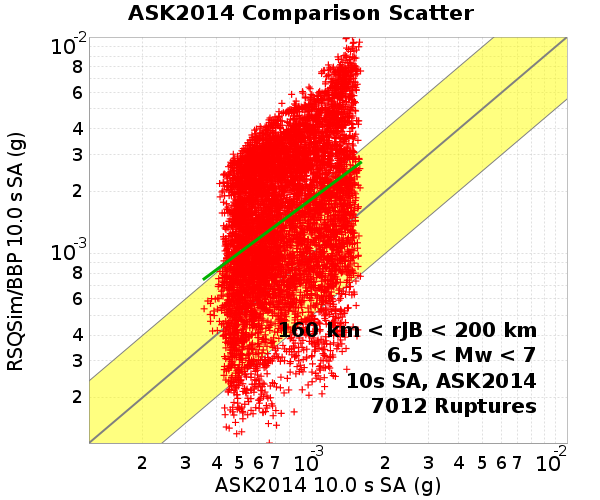 ASK2014 Comparison Scatter
RSQSim/BBP 10.0 s SA (g)
10-2
8
6
4
3
2
10-3
8
6
4
3
2
160 km < rJB < 200 km
6.5 < Mw < 7
10s SA, ASK2014
7012 Ruptures
2 3 4 5 6 7 10-3 2 3 4 5 6 7 10-2
ASK2014 10.0 s SA (g)